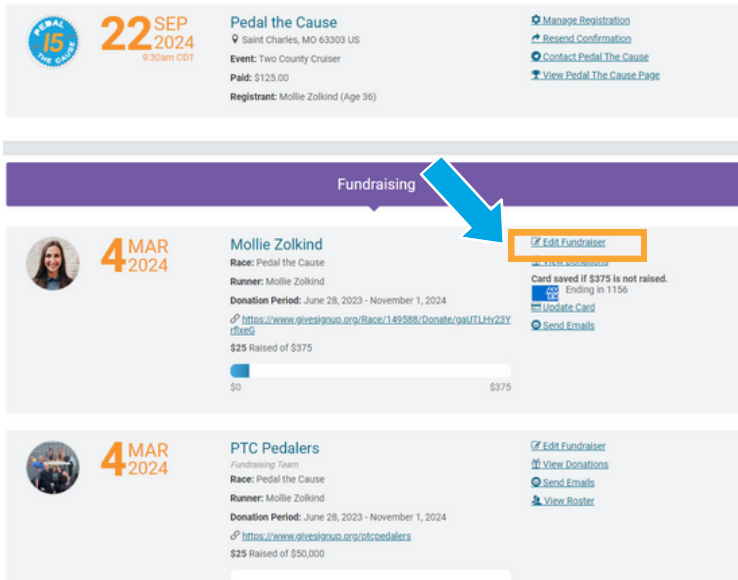 PEDAL
15
THE CAUSE
22 SEP
2024
9:30am CDT
Pedal the Cause
Saint Charles, MO 63303 US
Event: Two County Cruiser
Paid: $125.00
Registrant: Mollie Zolkind (Age 36)
Manage Registration
Resend Confirmation
Contact Pedal The Cause
View Pedal The Cause Page
Fundraising
4 MAR
2024
Mollie Zolkind
Race: Pedal the Cause
Runner: Mollie Zolkind
Donation Period: June 28, 2023 - November 1, 2024
https://www.givesignup.org/Race/149588/Donate/gaUTLHv23Y
rflxeG
$25 Raised of $375
$0 $375
Edit Fundraiser
View Donations
Card saved if $375 is not raised.
Ending in 1156
Update Card
Send Emails
4 MAR
2024
PTC Pedalers
Fundraising Team
Race: Pedal the Cause
Runner: Mollie Zolkind
Donation Period: June 28, 2023 - November 1, 2024
https://www.givesignup.org/ptcpedalers
$25 Raised of $50,000
Edit Fundraiser
View Donations
Send Emails
View Roster